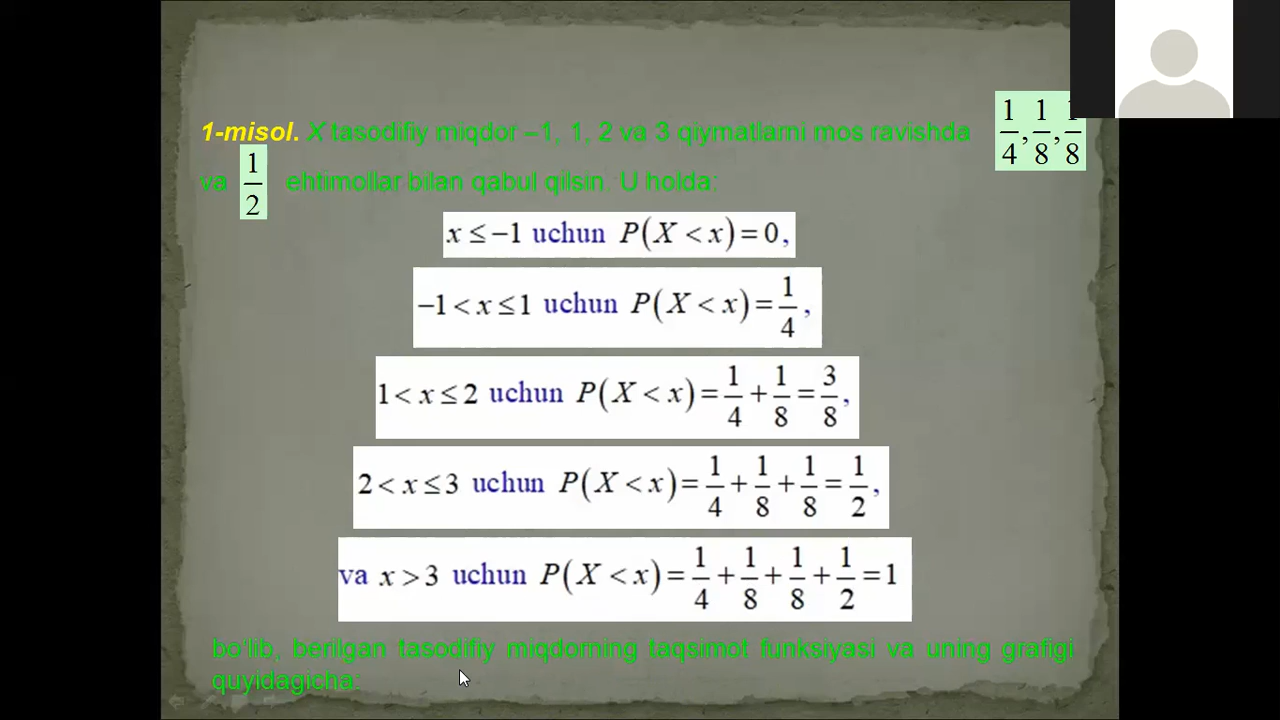 1-misol. X tasodifiy miqdor –1, 1, 2 va 3 qiymatlarni mos ravishda 1/4, 1/8, 1/8
va 1/2 ehtimollar bilan qabul qilsin. U holda:
x ≤ −1 uchun P(X < x) = 0,
−1 < x ≤ 1 uchun P(X < x) = 1/4,
1 < x ≤ 2 uchun P(X < x) = 1/4 + 1/8 = 3/8,
2 < x ≤ 3 uchun P(X < x) = 1/4 + 1/8 + 1/8 = 1/2,
va x > 3 uchun P(X < x) = 1/4 + 1/8 + 1/8 + 1/2 = 1
bo'lib, berilgan tasodifiy miqdorning taqsimot funksiyasi va uning grafigi
quyidagicha: